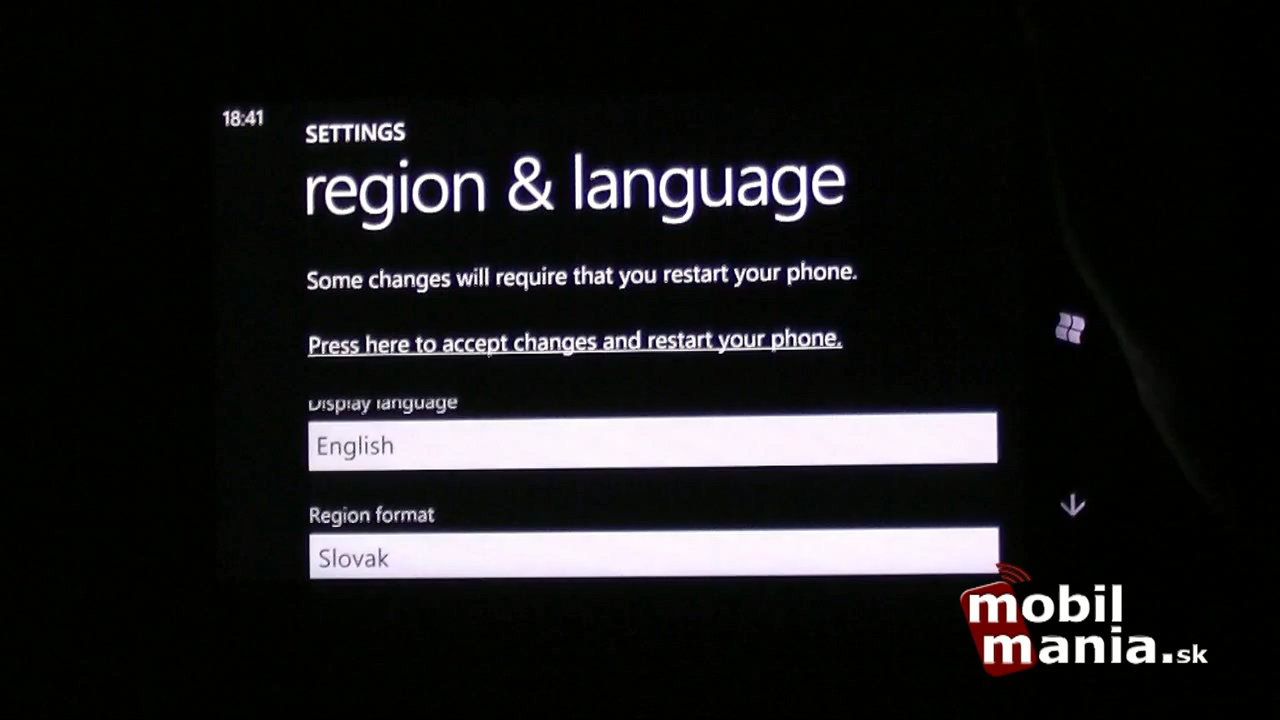 18:41
SETTINGS
region & language
Some changes will require that you restart your phone.
Press here to accept changes and restart your phone.
Display language
English
Region format
Slovak
mobil
mania.sk